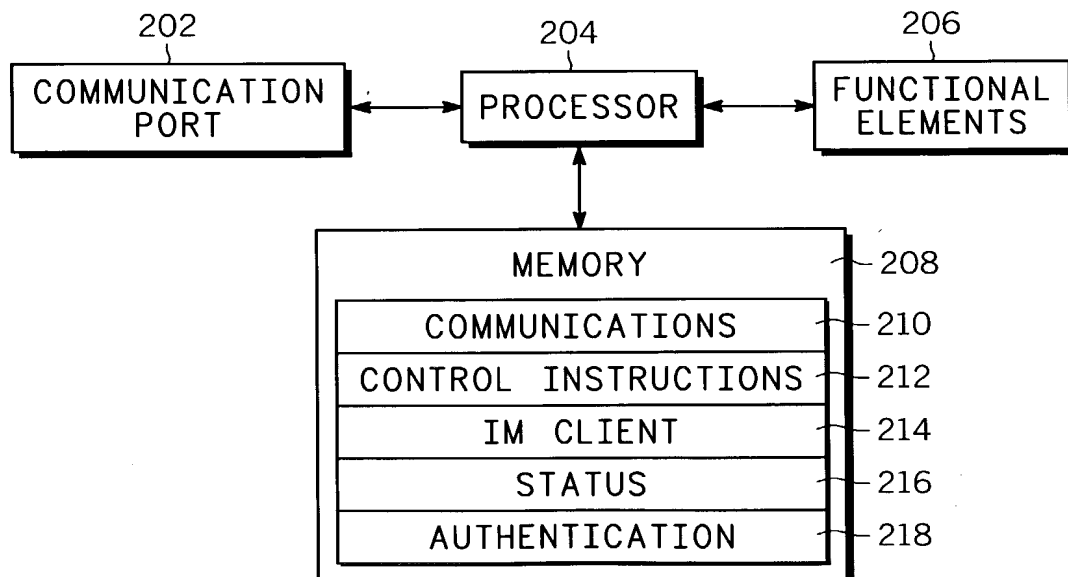 202
204
206
COMMUNICATION
PORT
PROCESSOR
FUNCTIONAL
ELEMENTS
MEMORY
208
COMMUNICATIONS
210
CONTROL INSTRUCTIONS
212
IM CLIENT
214
STATUS
216
AUTHENTICATION
218